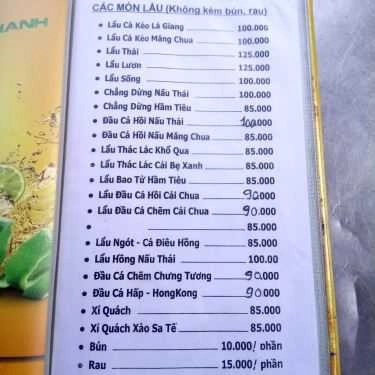 HANH
CÁC MÓN LẨU (Không kèm bún, rau)
• Lẩu Cá Kèo Lá Giang 100.000
• Lẩu Cá Kèo Măng Chua 100.000
• Lẩu Thái 125.000
• Lẩu Lươn 125.000
• Lẩu Sống 100.000
• Chẳng Dừng Nấu Thái 100.000
• Chẳng Dừng Hầm Tiêu 85.000
• Đầu Cá Hồi Nấu Thái 100.000
• Đầu Cá Hồi Nấu Măng Chua 85.000
• Lẩu Thác Lác Khổ Qua 85.000
• Lẩu Thác Lác Cải Bẹ Xanh 85.000
• Lẩu Bao Tử Hầm Tiêu 85.000
• Lẩu Đầu Cá Hồi Cải Chua 90.000
• Lẩu Đầu Cá Chẽm Cải Chua 90.000
• 85.000
• Lẩu Ngót - Cá Điêu Hồng 85.000
• Lẩu Hồng Nấu Thái 100.00
• Đầu Cá Chẽm Chưng Tương 90.000
• Đầu Cá Hấp - HongKong 90.000
• Xí Quách 85.000
• Xí Quách Xảo Sa Tế 85.000
• Bún 10.000/ phần
• Rau 15.000/ phần